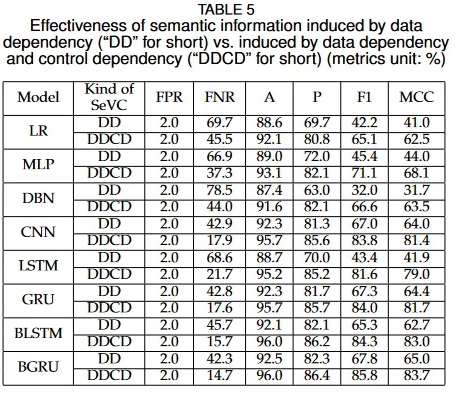 TABLE 5
Effectiveness of semantic information induced by data
dependency (“DD” for short) vs. induced by data dependency
and control dependency (“DDCD” for short) (metrics unit: %)
Model Kind of SeVC FPR FNR A P F1 MCC
LR DD 2.0 69.7 88.6 69.7 42.2 41.0
DDCD 2.0 45.5 92.1 80.8 65.1 62.5
MLP DD 2.0 66.9 89.0 72.0 45.4 44.0
DDCD 2.0 37.3 93.1 82.1 71.1 68.1
DBN DD 2.0 78.5 87.4 63.0 32.0 31.7
DDCD 2.0 44.0 91.6 82.1 66.6 63.5
CNN DD 2.0 42.9 92.3 81.3 67.0 64.0
DDCD 2.0 17.9 95.7 85.6 83.8 81.4
LSTM DD 2.0 68.6 88.7 70.0 43.4 41.9
DDCD 2.0 21.7 95.2 85.2 81.6 79.0
GRU DD 2.0 42.8 92.3 81.7 67.3 64.4
DDCD 2.0 17.6 95.7 85.7 84.0 81.7
BLSTM DD 2.0 45.7 92.1 82.1 65.3 62.7
DDCD 2.0 15.7 96.0 86.2 84.3 83.0
BGRU DD 2.0 42.3 92.5 82.3 67.8 65.0
DDCD 2.0 14.7 96.0 86.4 85.8 83.7